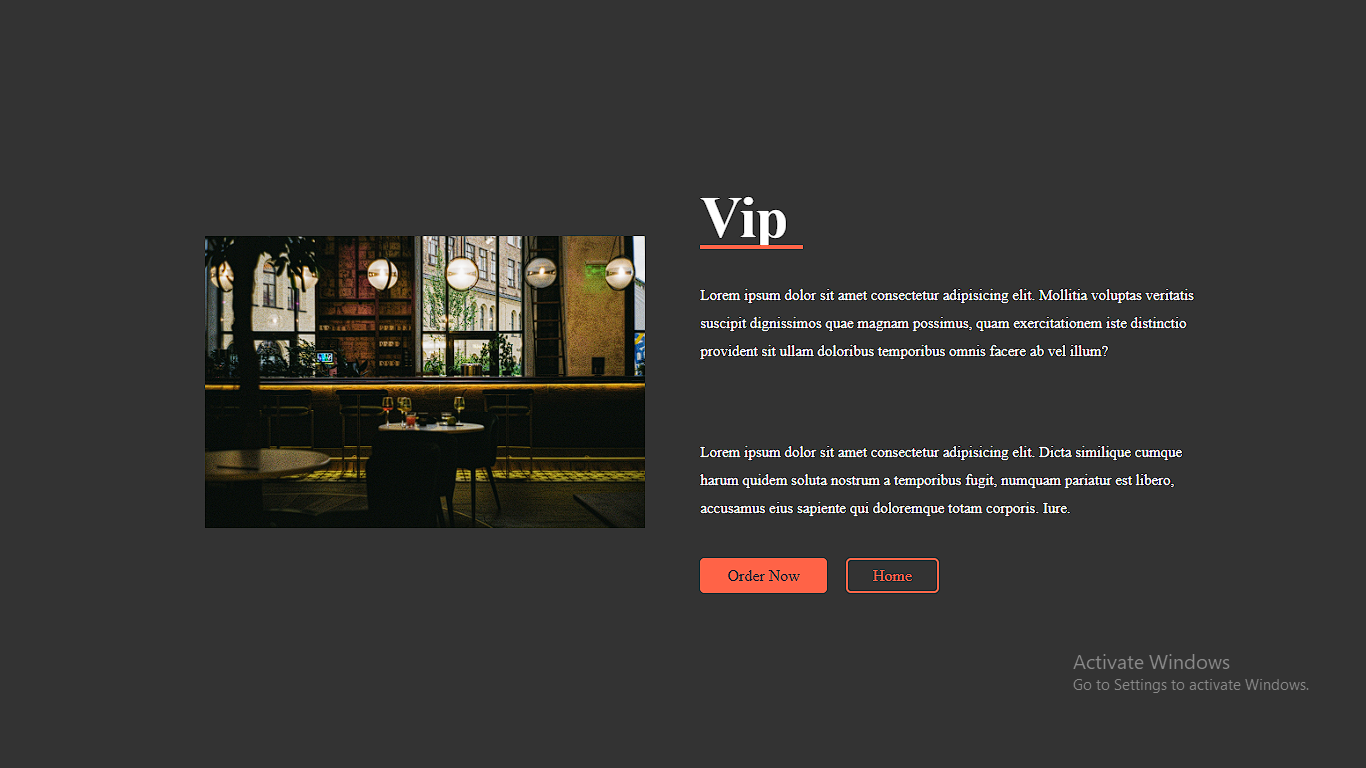 Vip
Lorem ipsum dolor sit amet consectetur adipisicing elit. Mollitia voluptas veritatis
suscipit dignissimos quae magnam possimus, quam exercitationem iste distinctio
provident sit ullam doloribus temporibus omnis facere ab vel illum?
Lorem ipsum dolor sit amet consectetur adipisicing elit. Dicta similique cumque
harum quidem soluta nostrum a temporibus fugit, numquam pariatur est libero,
accusamus eius sapiente qui doloremque totam corporis. Iure.
Order Now
Home
Activate Windows
Go to Settings to activate Windows.